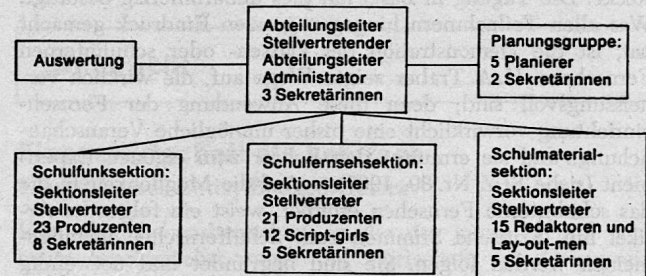 Auswertung
Abteilungsleiter
Stellvertretender
Abteilungsleiter
Administrator
3 Sekretärinnen
Planungsgruppe:
5 Planierer
2 Sekretärinnen
Schulfunksektion:
Sektionsleiter
Stellvertreter
23 Produzenten
8 Sekretärinnen
Schulfernsehsektion
Sektionsleiter
Stellvertreter
21 Produzenten
12 Script-girls
5 Sekretärinnen
Schulmaterial-
sektion:
Sektionsleiter.
Stellvertreter
15 Redaktoren und
Lay-out-men
5 Sekretärinnen